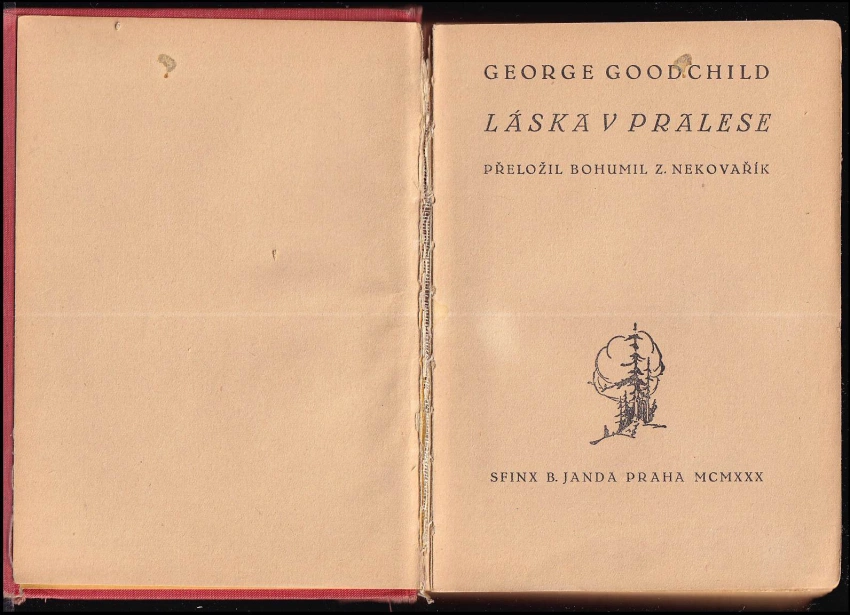 GEORGE GOODCHILD
LÁSKA V PRALESE
PŘELOŽIL BOHUMIL Z. NEKOVAŘÍK
SFINX B. JANDA PRAHA MCMXXX